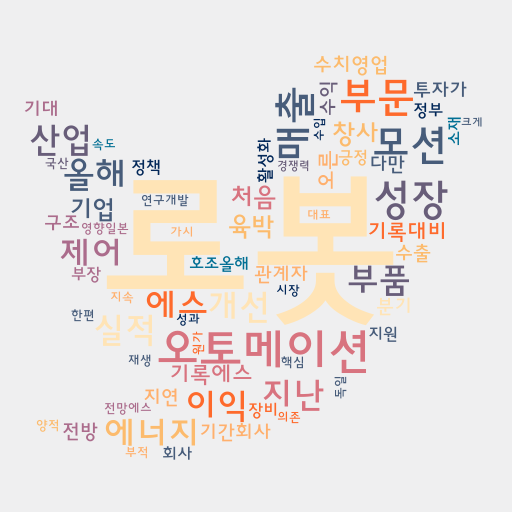 수치영업
부문
투자가
수익
매출
기대
정부
소재
크게
산업
속도
수입
창사
모션
국산
올해
정책
활성화
경쟁력
긍정
다만
어른
로봇
연구개발
처음
성장
기업
대표
구조
영향일본
육박
기록대비
가시
제어
호조올해
관계자
수출
부장
부품
지속
에스
개선
시장
분기
한편
성과
실적
지원
원가
오토메이션
재생
핵심
기록에스
독일
지난
지연
이익
장비
전망에스
의존
양적
전방
에너지
기간회사
부적
회사